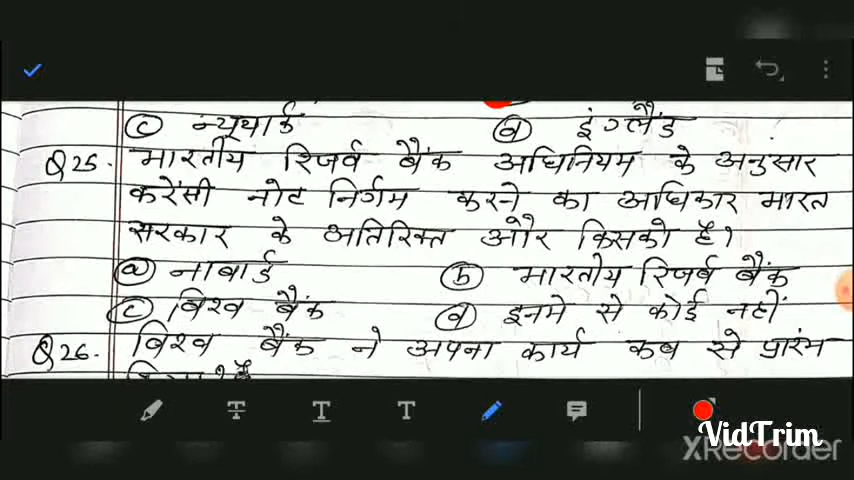 (c) न्यूयार्क (d) इंग्लैंड
Q25. भारतीय रिजर्व बैंक अधिनियम के अनुंसार
करेंसी नोट निर्गम करने का अधिकार भारत
सरकार के अतिरिक्त और किसको है।
(a) नाबार्ड (b) भारतीय रिजर्व बैंक
(c) विश्व बैंक (d) इनमे से कोई नहीं
Q26. विश्व बैंक ने अपना कार्य कब से प्रारंभ
T T T
VidTrim
XRecorder